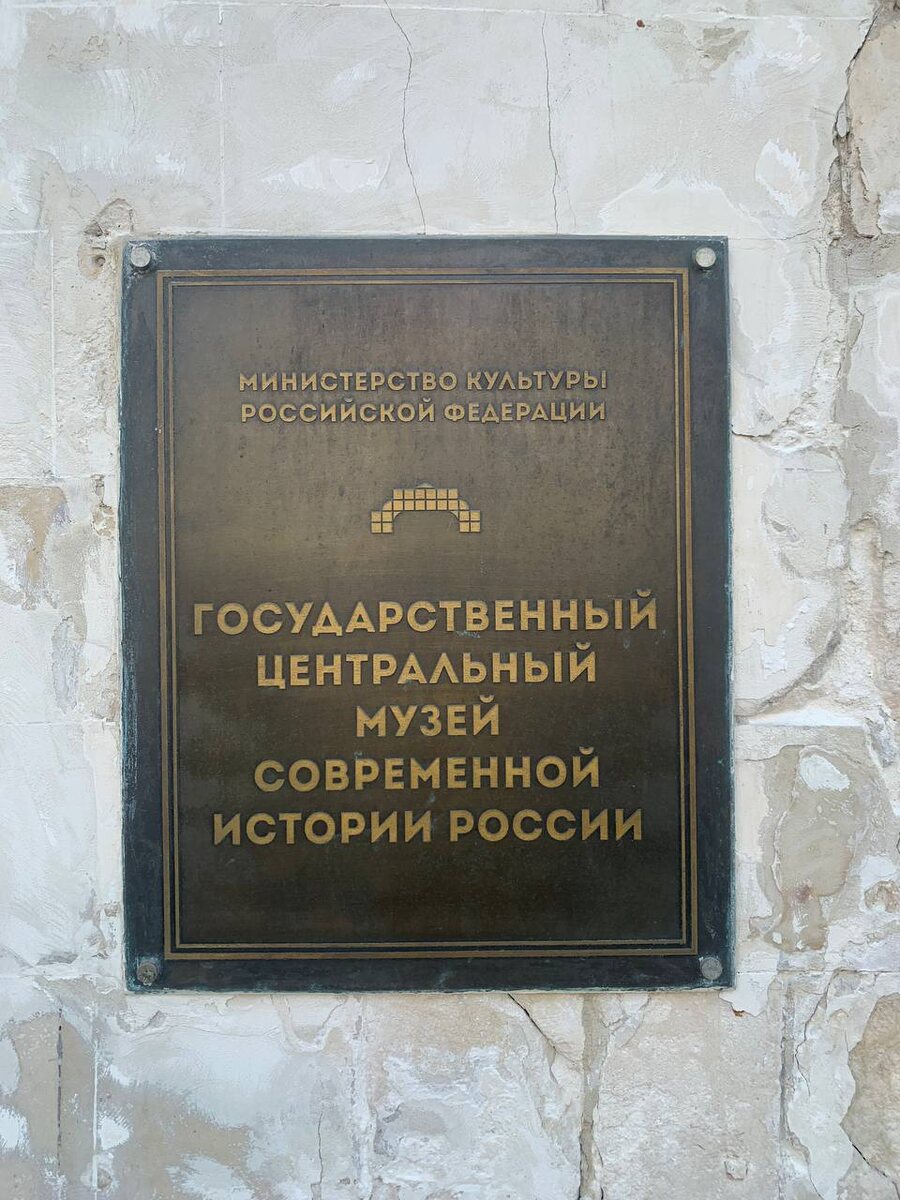 МИНИСТЕРСТВО КУЛЬТУРЫ
РОССИЙСКОЙ ФЕДЕРАЦИИ
ГОСУДАРСТВЕННЫЙ
ЦЕНТРАЛЬНЫЙ
МУЗЕЙ
СОВРЕМЕННОЙ
ИСТОРИИ РОССИИ